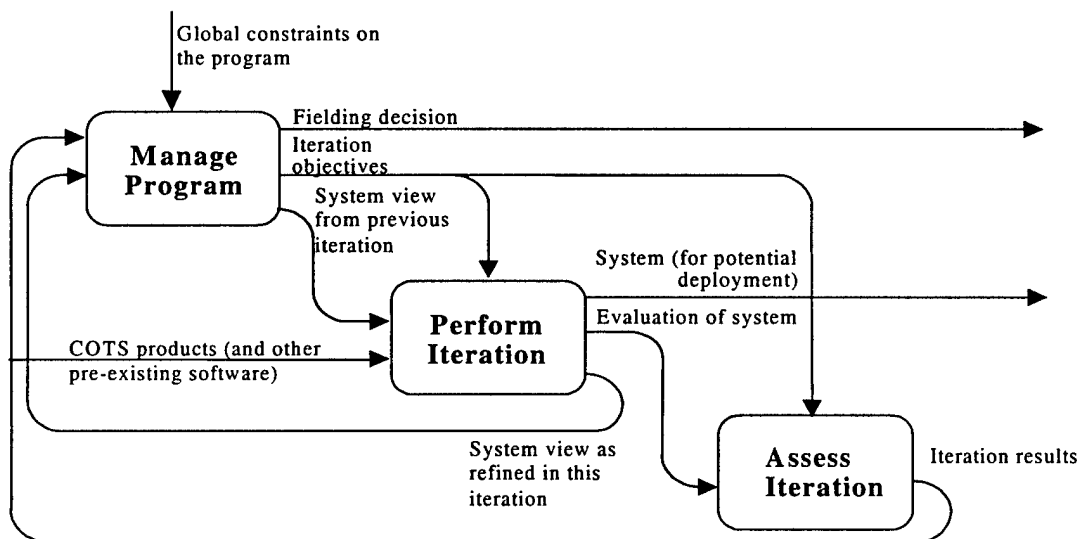 Global constraints on
the program
Fielding decision
Iteration
objectives
Manage
Program
System view
from previous
iteration
System (for potential
deployment)
Evaluation of system
Perform
Iteration
COTS products (and other
pre-existing software)
System view as
refined in this
iteration
Assess
Iteration
Iteration results